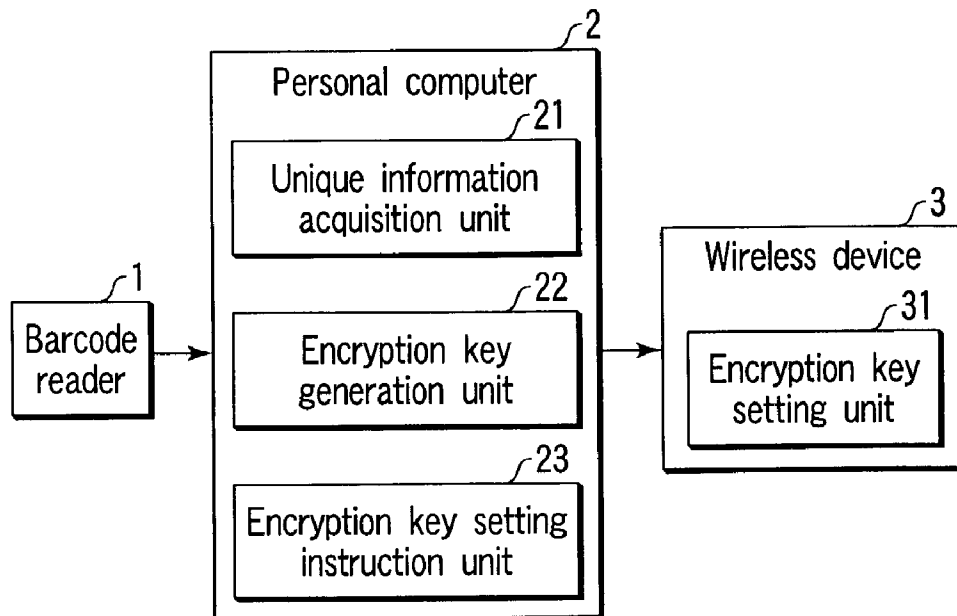 2
Personal computer
21
Unique information
acquisition unit
3
Wireless device
1
Barcode
reader
22
Encryption key
generation unit
31
Encryption key
setting unit
23
Encryption key setting
instruction unit